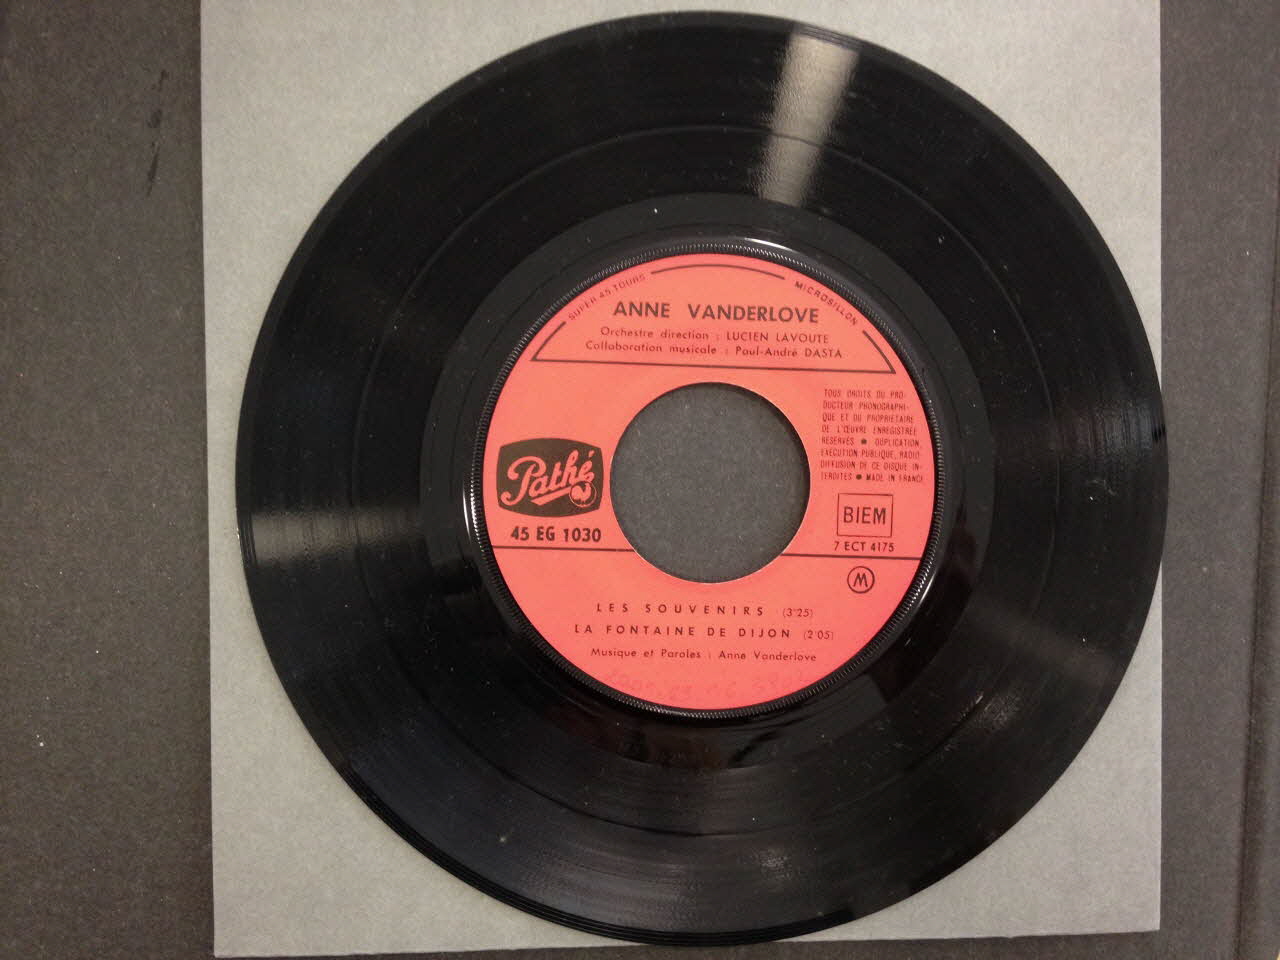 SUPER 45 TOURS MICROSILLON
ANNE VANDERLOVE
Orchestre direction : LUCIEN LAVOUTE
Collaboration musicale : Paul-André DASTA
TOUS DROITS DU PRO-
DUCTEUR PHONOGRAPHI-
QUE ET DU PROPRIETAIRE
DE L'ŒUVRE ENREGISTRÉE
RÉSERVÉS ● DUPLICATION,
EXECUTION PUBLIQUE, RADIO-
DIFFUSION DE CE DISQUE IN-
TERDITES ● MADE IN FRANCE
Pathé
45 EG 1030
BIEM
7 ECT 4175
M
LES SOUVENIRS (3'25)
LA FONTAINE DE DIJON (2'05)
Musique et Paroles : Anne Vanderlove